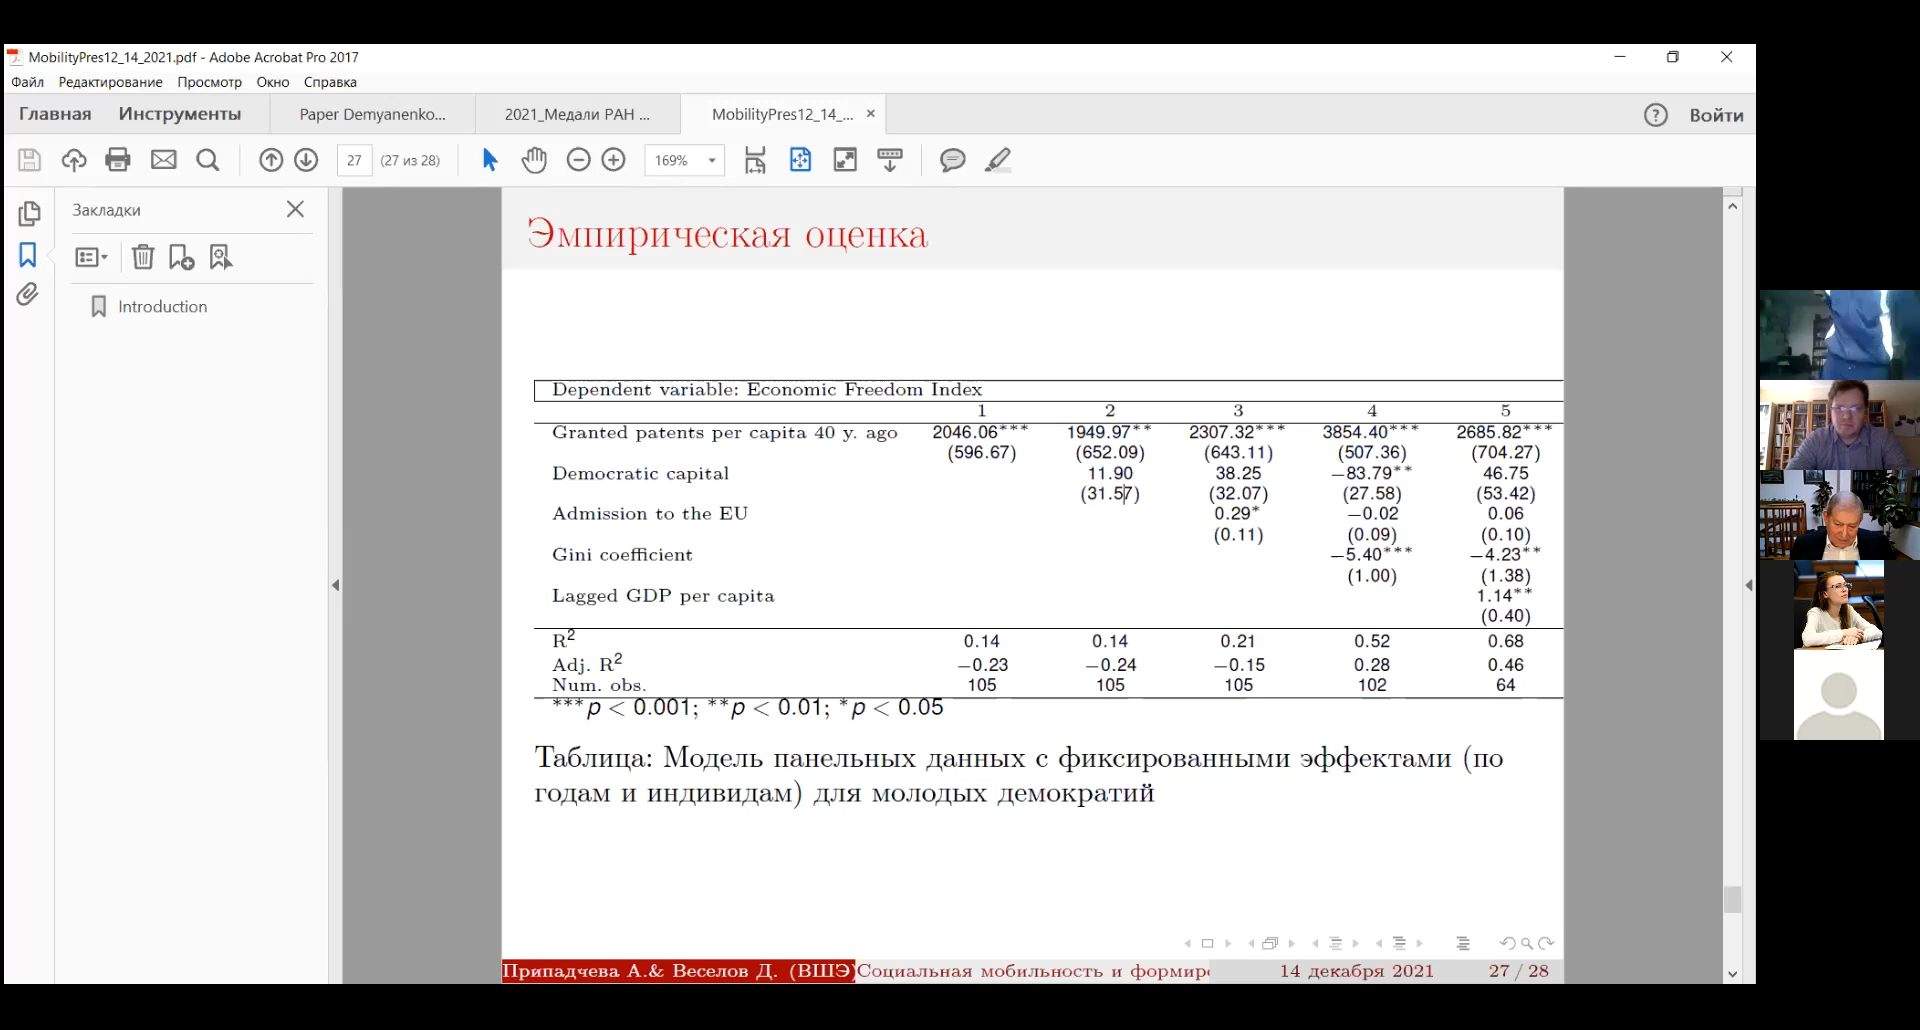 MobilityPres12_14_2021.pdf - Adobe Acrobat Pro 2017
Файл Редактирование Просмотр Окно Справка
Главная Инструменты Paper Demyanenko... 2021_Медали РАН ... MobilityPres12_14_... × ? Войти
27 (27 из 28) 169%
Закладки
Introduction
Эмпирическая оценка
Dependent variable: Economic Freedom Index
1 2 3 4 5
Granted patents per capita 40 y. ago 2046.06*** 1949.97** 2307.32*** 3854.40*** 2685.82***
(596.67) (652.09) (643.11) (507.36) (704.27)
Democratic capital 11.90 38.25 −83.79** 46.75
(31.57) (32.07) (27.58) (53.42)
Admission to the EU 0.29* −0.02 0.06
(0.11) (0.09) (0.10)
Gini coefficient −5.40*** −4.23**
(1.00) (1.38)
Lagged GDP per capita 1.14**
(0.40)
R² 0.14 0.14 0.21 0.52 0.68
Adj. R² −0.23 −0.24 −0.15 0.28 0.46
Num. obs. 105 105 105 102 64
***p < 0.001; **p < 0.01; *p < 0.05
Таблица: Модель панельных данных с фиксированными эффектами (по
годам и индивидам) для молодых демократий
Припадчева А.& Веселов Д. (ВШЭ) Социальная мобильность и формиро 14 декабря 2021 27 / 28